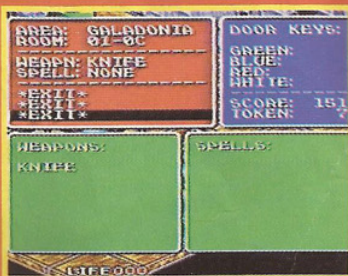 AREA: GALADONIA
ROOM: 01-0C
WEAPN: KNIFE
SPELL: NONE
*EXIT*
*EXIT*
*EXIT*
DOOR KEYS:
GREEN:
BLUE:
RED:
WHITE:
SCORE: 151
TOKEN: 7
WEAPONS:
KNIFE
SPELLS:
LIFE000